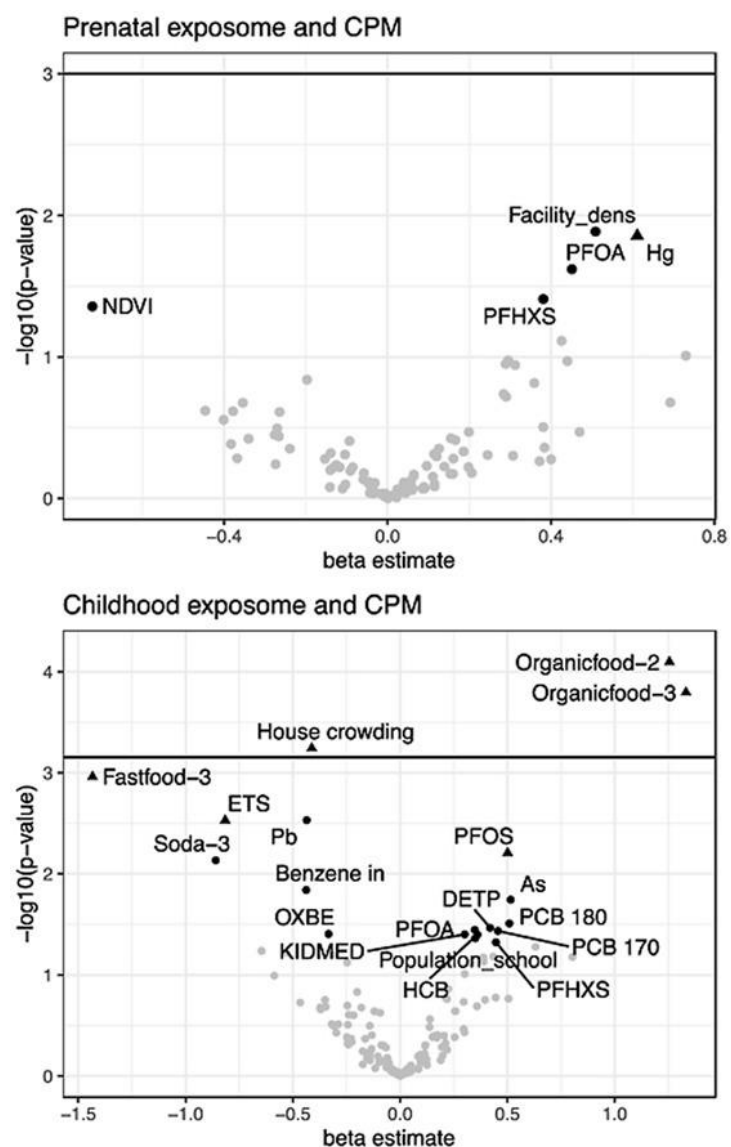 Prenatal exposome and CPM
3
2
1
0
-log10(p-value)
Facility_dens
PFOA
Hg
PFHXS
NDVI
−0.4
0.0
0.4
0.8
beta estimate
Childhood exposome and CPM
4
3
2
1
0
-log10(p-value)
Organicfood-2
Organicfood-3
House crowding
Fastfood-3
ETS
Soda-3
Pb
PFOS
Benzene in
As
DETP
PCB 180
OXBE
PFOA
KIDMED
Population_school
PCB 170
HCB
PFHXS
−1.5
−1.0
−0.5
0.0
0.5
1.0
beta estimate